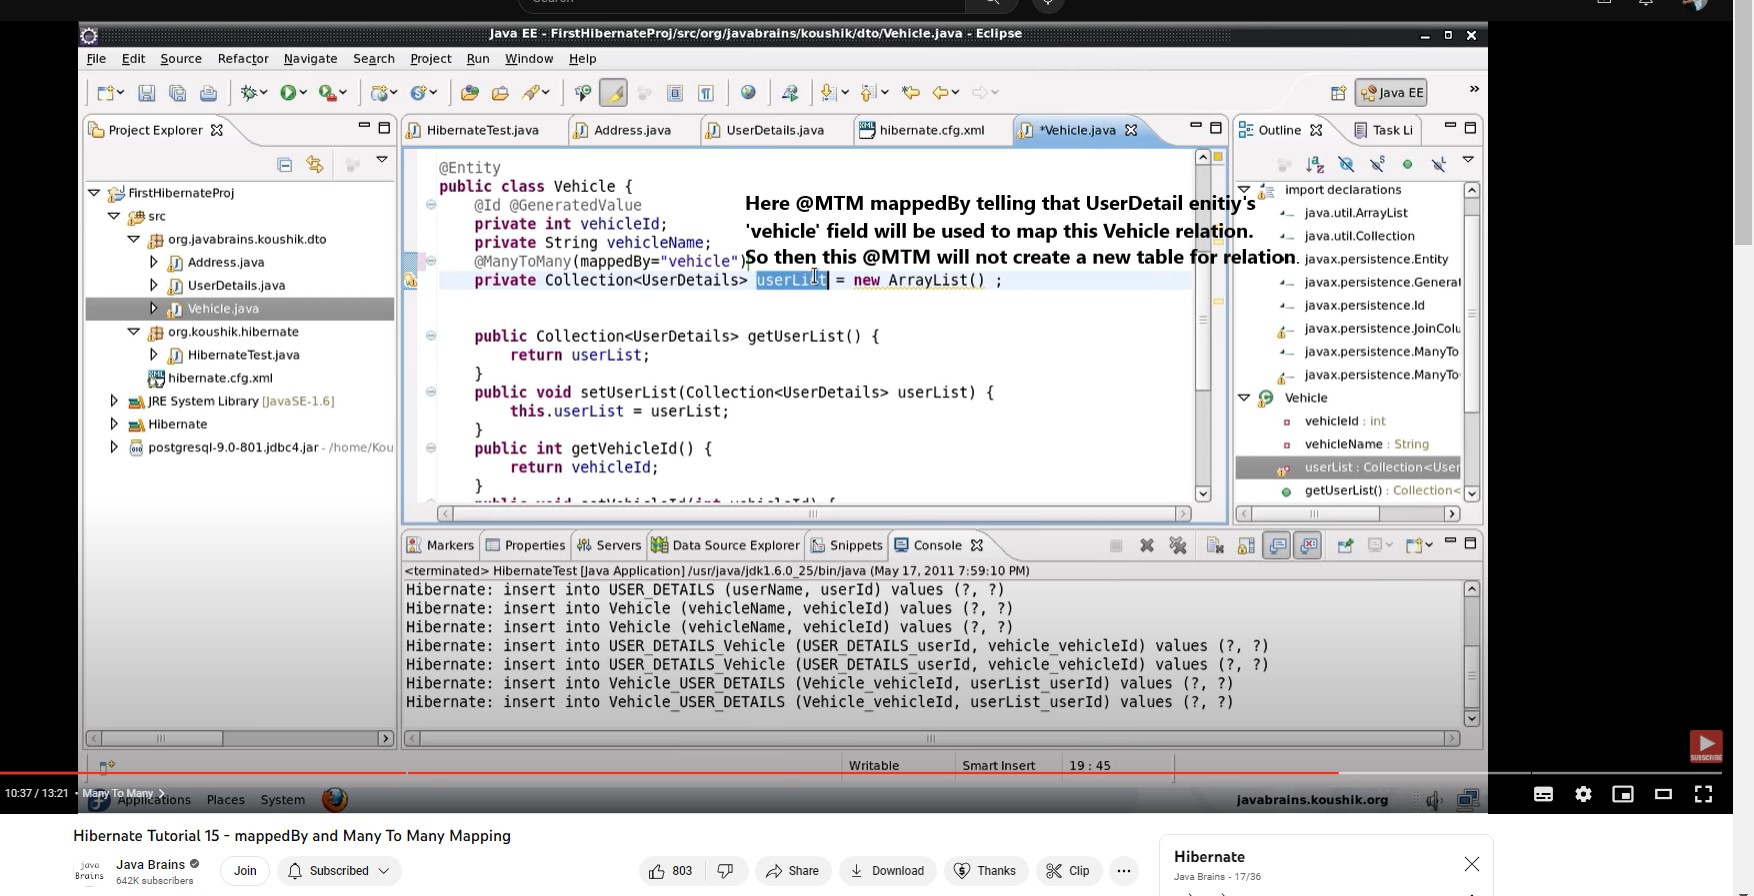 Search
Java EE - FirstHibernateProj/src/org/javabrains/koushik/dto/Vehicle.java - Eclipse
File Edit Source Refactor Navigate Search Project Run Window Help
Java EE
Project Explorer
HibernateTest.java Address.java UserDetails.java hibernate.cfg.xml *Vehicle.java
Outline Task Li
FirstHibernateProj
src
org.javabrains.koushik.dto
Address.java
UserDetails.java
Vehicle.java
org.koushik.hibernate
HibernateTest.java
hibernate.cfg.xml
JRE System Library [JavaSE-1.6]
Hibernate
postgresql-9.0-801.jdbc4.jar - /home/Kou
@Entity
public class Vehicle {
@Id @GeneratedValue
private int vehicleId;
private String vehicleName;
@ManyToMany(mappedBy="vehicle")
private Collection<UserDetails> userList = new ArrayList() ;
public Collection<UserDetails> getUserList() {
return userList;
}
public void setUserList(Collection<UserDetails> userList) {
this.userList = userList;
}
public int getVehicleId() {
return vehicleId;
}
public void setVehicleId(int vehicleId) {
Here @MTM mappedBy telling that UserDetail enitiy's
'vehicle' field will be used to map this Vehicle relation.
So then this @MTM will not create a new table for relation.
import declarations
java.util.ArrayList
java.util.Collection
javax.persistence.Entity
javax.persistence.Generat
javax.persistence.Id
javax.persistence.JoinColu
javax.persistence.ManyTo
javax.persistence.ManyTo
Vehicle
vehicleId : int
vehicleName : String
userList : Collection<User
getUserList() : Collection<
Markers Properties Servers Data Source Explorer Snippets Console
<terminated> HibernateTest [Java Application] /usr/java/jdk1.6.0_25/bin/java (May 17, 2011 7:59:10 PM)
Hibernate: insert into USER_DETAILS (userName, userId) values (?, ?)
Hibernate: insert into Vehicle (vehicleName, vehicleId) values (?, ?)
Hibernate: insert into Vehicle (vehicleName, vehicleId) values (?, ?)
Hibernate: insert into USER_DETAILS_Vehicle (USER_DETAILS_userId, vehicle_vehicleId) values (?, ?)
Hibernate: insert into USER_DETAILS_Vehicle (USER_DETAILS_userId, vehicle_vehicleId) values (?, ?)
Hibernate: insert into Vehicle_USER_DETAILS (Vehicle_vehicleId, userList_userId) values (?, ?)
Hibernate: insert into Vehicle_USER_DETAILS (Vehicle_vehicleId, userList_userId) values (?, ?)
SUBSCRIBE
Writable Smart Insert 19 : 45
10:37 / 13:21 • Many To Many
Applications Places System
javabrains.koushik.org
Hibernate Tutorial 15 - mappedBy and Many To Many Mapping
java
Brains
Java Brains
642K subscribers
Join
Subscribed
803
Share
Download
Thanks
Clip
Hibernate
Java Brains - 17/36